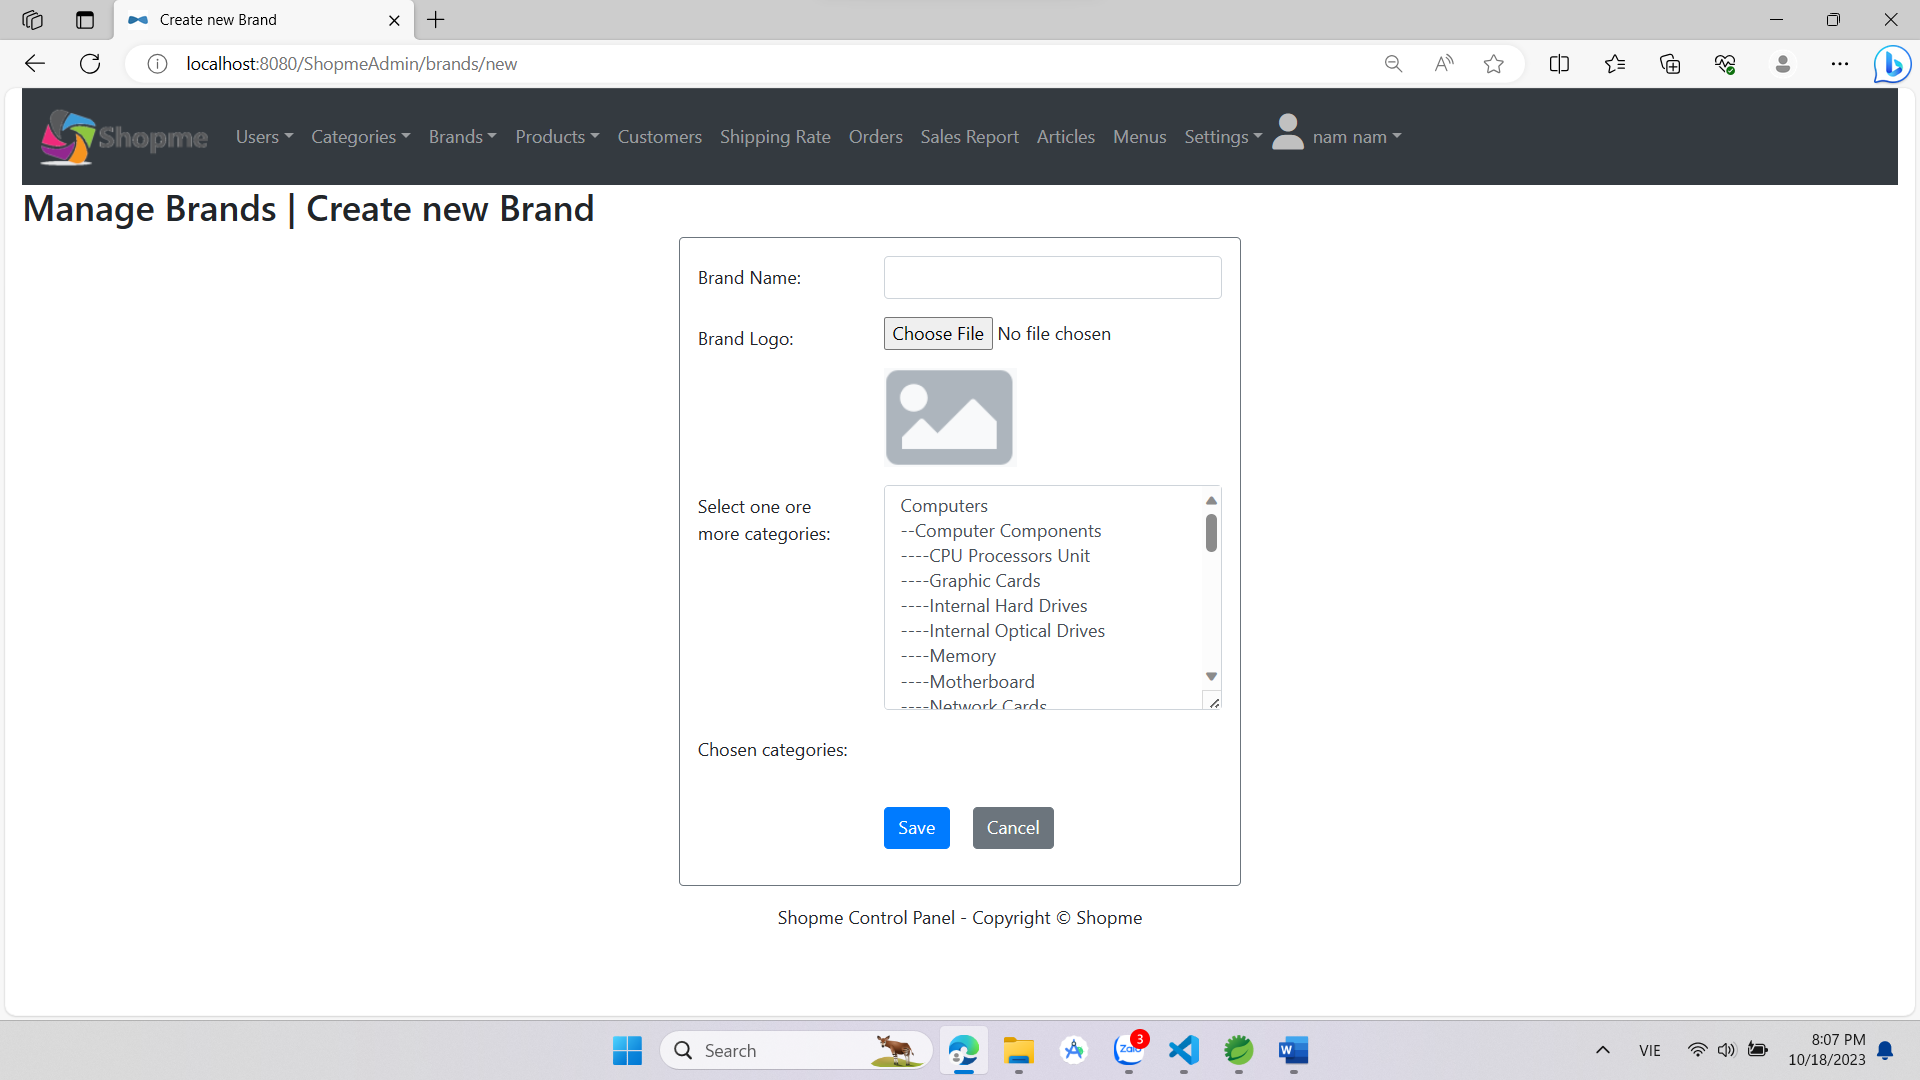 Create new Brand
localhost:8080/ShopmeAdmin/brands/new
Shopme Users Categories Brands Products Customers Shipping Rate Orders Sales Report Articles Menus Settings nam nam
Manage Brands | Create new Brand
Brand Name:
Brand Logo: Choose File No file chosen
Select one ore
more categories:
Computers
--Computer Components
----CPU Processors Unit
----Graphic Cards
----Internal Hard Drives
----Internal Optical Drives
----Memory
----Motherboard
----Network Cards
Chosen categories:
Save Cancel
Shopme Control Panel - Copyright © Shopme
Search
Zalo
3
VIE
8:07 PM
10/18/2023